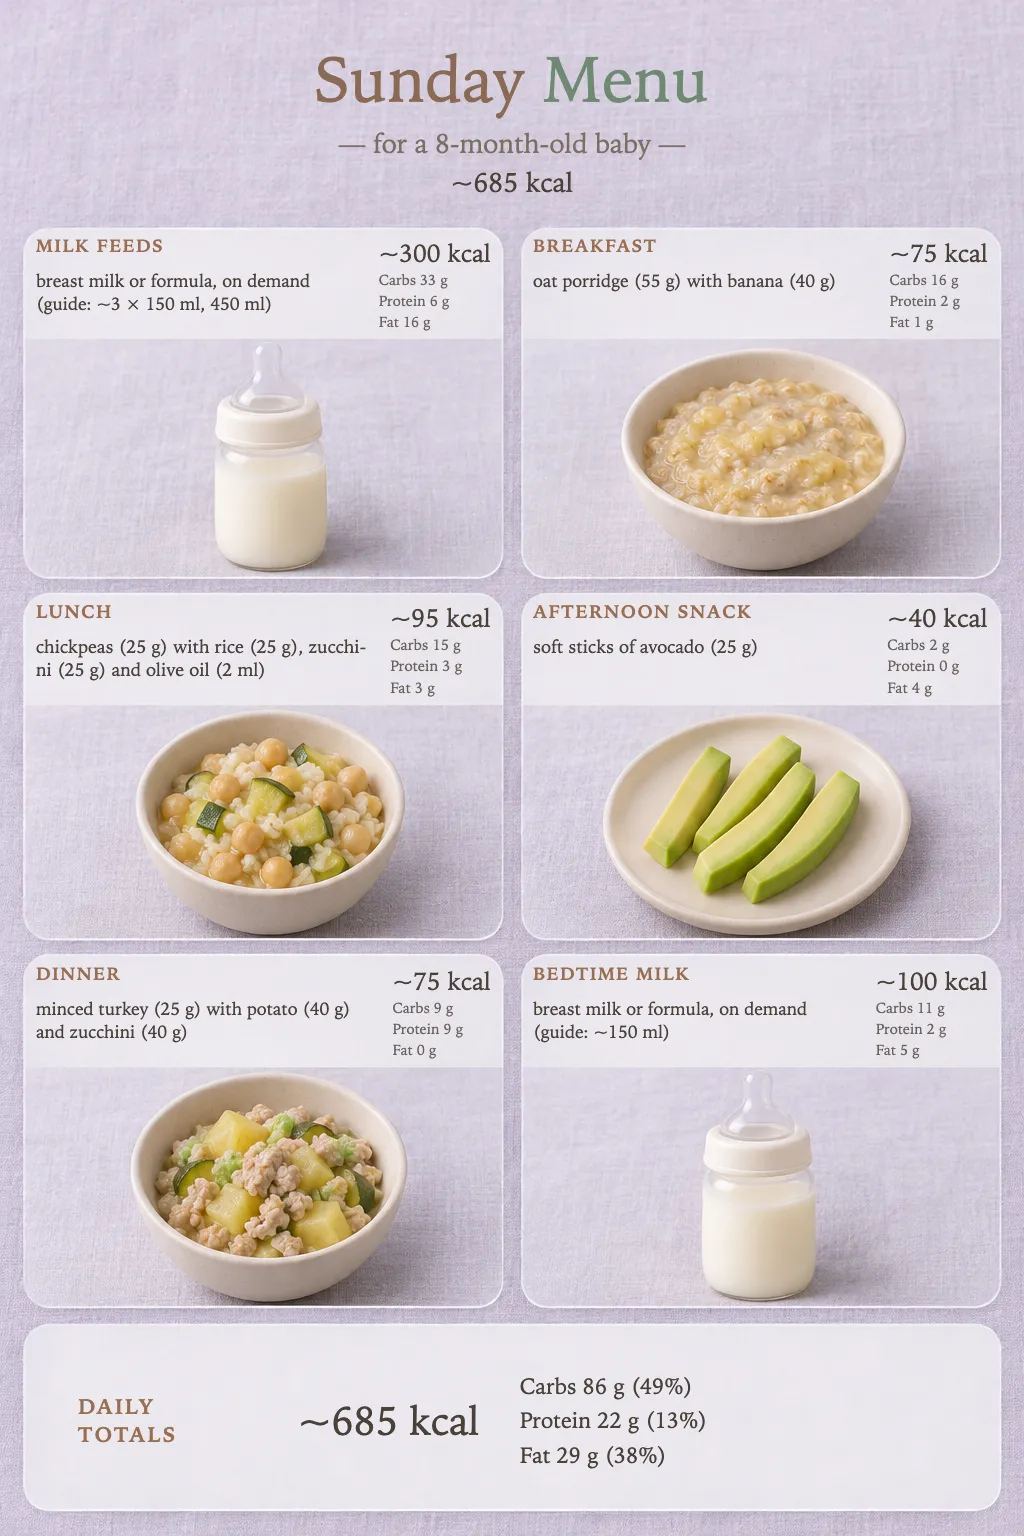 Sunday Menu
— for a 8-month-old baby —
~685 kcal
MILK FEEDS
breast milk or formula, on demand
(guide: ~3 × 150 ml, 450 ml)
~300 kcal
Carbs 33 g
Protein 6 g
Fat 16 g
BREAKFAST
oat porridge (55 g) with banana (40 g)
~75 kcal
Carbs 16 g
Protein 2 g
Fat 1 g
LUNCH
chickpeas (25 g) with rice (25 g), zucchi-
ni (25 g) and olive oil (2 ml)
~95 kcal
Carbs 15 g
Protein 3 g
Fat 3 g
AFTERNOON SNACK
soft sticks of avocado (25 g)
~40 kcal
Carbs 2 g
Protein 0 g
Fat 4 g
DINNER
minced turkey (25 g) with potato (40 g)
and zucchini (40 g)
~75 kcal
Carbs 9 g
Protein 9 g
Fat 0 g
BEDTIME MILK
breast milk or formula, on demand
(guide: ~150 ml)
~100 kcal
Carbs 11 g
Protein 2 g
Fat 5 g
DAILY
TOTALS
~685 kcal
Carbs 86 g (49%)
Protein 22 g (13%)
Fat 29 g (38%)